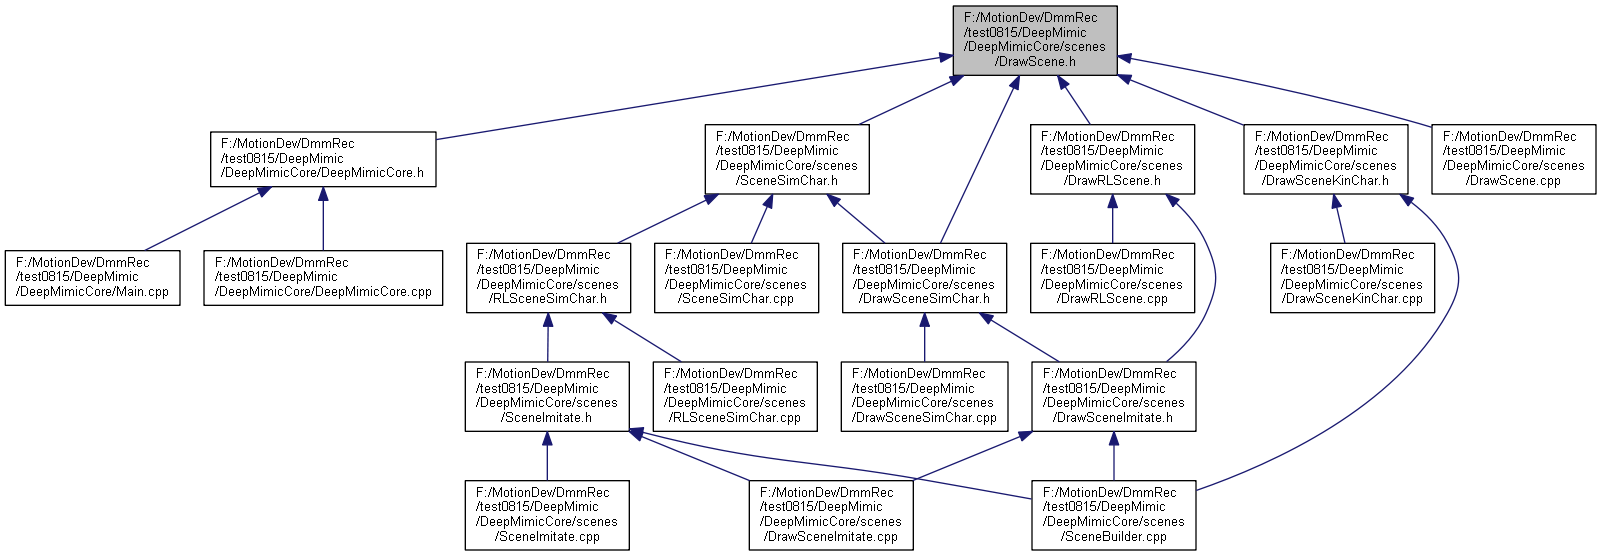 F:/MotionDev/DmmRec
/test0815/DeepMimic
/DeepMimicCore/scenes
/DrawScene.h
F:/MotionDev/DmmRec
/test0815/DeepMimic
/DeepMimicCore/DeepMimicCore.h
F:/MotionDev/DmmRec
/test0815/DeepMimic
/DeepMimicCore/scenes
/SceneSimChar.h
F:/MotionDev/DmmRec
/test0815/DeepMimic
/DeepMimicCore/scenes
/DrawRLScene.h
F:/MotionDev/DmmRec
/test0815/DeepMimic
/DeepMimicCore/scenes
/DrawSceneKinChar.h
F:/MotionDev/DmmRec
/test0815/DeepMimic
/DeepMimicCore/scenes
/DrawScene.cpp
F:/MotionDev/DmmRec
/test0815/DeepMimic
/DeepMimicCore/Main.cpp
F:/MotionDev/DmmRec
/test0815/DeepMimic
/DeepMimicCore/DeepMimicCore.cpp
F:/MotionDev/DmmRec
/test0815/DeepMimic
/DeepMimicCore/scenes
/RLSceneSimChar.h
F:/MotionDev/DmmRec
/test0815/DeepMimic
/DeepMimicCore/scenes
/SceneSimChar.cpp
F:/MotionDev/DmmRec
/test0815/DeepMimic
/DeepMimicCore/scenes
/DrawSceneSimChar.h
F:/MotionDev/DmmRec
/test0815/DeepMimic
/DeepMimicCore/scenes
/DrawRLScene.cpp
F:/MotionDev/DmmRec
/test0815/DeepMimic
/DeepMimicCore/scenes
/DrawSceneKinChar.cpp
F:/MotionDev/DmmRec
/test0815/DeepMimic
/DeepMimicCore/scenes
/SceneImitate.h
F:/MotionDev/DmmRec
/test0815/DeepMimic
/DeepMimicCore/scenes
/RLSceneSimChar.cpp
F:/MotionDev/DmmRec
/test0815/DeepMimic
/DeepMimicCore/scenes
/DrawSceneSimChar.cpp
F:/MotionDev/DmmRec
/test0815/DeepMimic
/DeepMimicCore/scenes
/DrawSceneImitate.h
F:/MotionDev/DmmRec
/test0815/DeepMimic
/DeepMimicCore/scenes
/SceneImitate.cpp
F:/MotionDev/DmmRec
/test0815/DeepMimic
/DeepMimicCore/scenes
/DrawSceneImitate.cpp
F:/MotionDev/DmmRec
/test0815/DeepMimic
/DeepMimicCore/scenes
/SceneBuilder.cpp